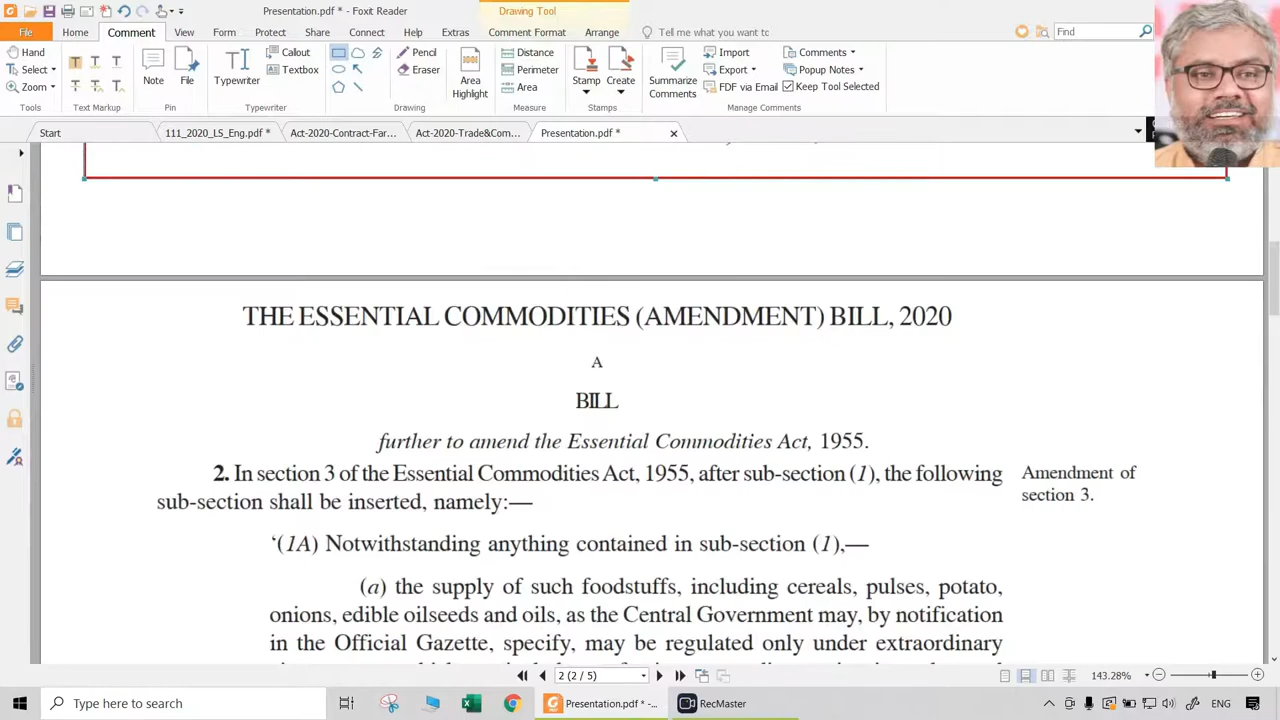 Presentation.pdf * - Foxit Reader
Drawing Tool
File Home Comment View Form Protect Share Connect Help Extras Comment Format Arrange Tell me what you want to Find
Hand
Select
Zoom
Tools
T T T
T T T
Text Markup
Note
File
Pin
Typewriter
Callout
Textbox
Typewriter
Pencil
Eraser
Drawing
Area Highlight
Distance
Perimeter
Area
Measure
Stamp
Create
Stamps
Summarize Comments
Import
Export
FDF via Email
Comments
Popup Notes
Keep Tool Selected
Manage Comments
Start 111_2020_LS_Eng.pdf * Act-2020-Contract-Far... Act-2020-Trade&Com... Presentation.pdf *
THE ESSENTIAL COMMODITIES (AMENDMENT) BILL, 2020
A
BILL
further to amend the Essential Commodities Act, 1955.
2. In section 3 of the Essential Commodities Act, 1955, after sub-section (1), the following
sub-section shall be inserted, namely:—
Amendment of
section 3.
‘(1A) Notwithstanding anything contained in sub-section (1),—
(a) the supply of such foodstuffs, including cereals, pulses, potato,
onions, edible oilseeds and oils, as the Central Government may, by notification
in the Official Gazette, specify, may be regulated only under extraordinary
2 (2 / 5)
143.28%
Type here to search
Presentation.pdf * -...
RecMaster
ENG